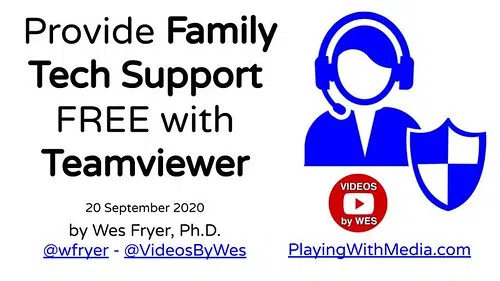 Provide Family
Tech Support
FREE with
Teamviewer
20 September 2020
by Wes Fryer, Ph.D.
@wfryer - @VideosByWes
VIDEOS
by WES
PlayingWithMedia.com